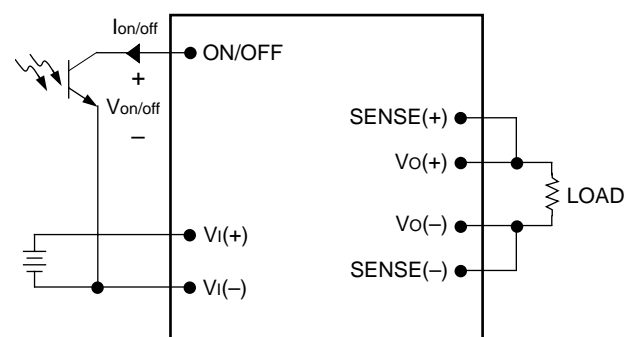 Ion/off
ON/OFF
+
Von/off
–
SENSE(+)
VO(+)
LOAD
VO(–)
SENSE(–)
VI(+)
VI(–)